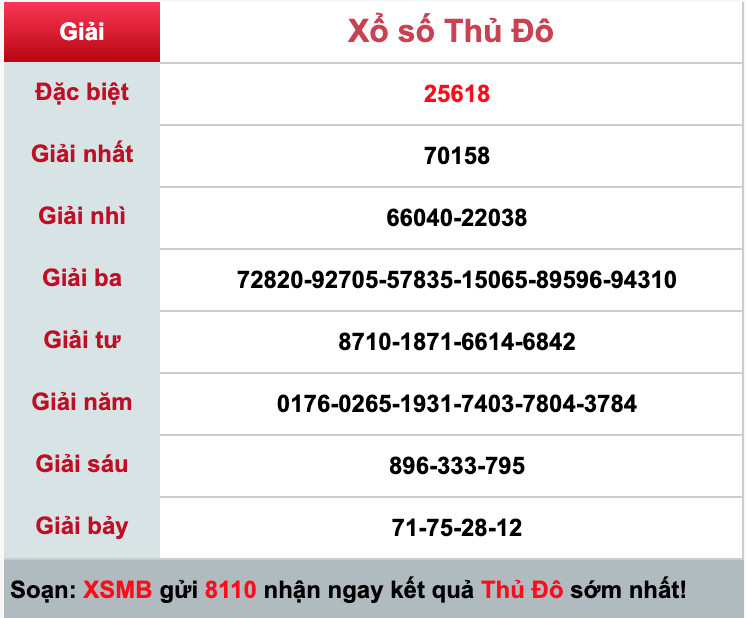 Giải Xổ số Thủ Đô
Đặc biệt 25618
Giải nhất 70158
Giải nhì 66040-22038
Giải ba 72820-92705-57835-15065-89596-94310
Giải tư 8710-1871-6614-6842
Giải năm 0176-0265-1931-7403-7804-3784
Giải sáu 896-333-795
Giải bảy 71-75-28-12
Soạn: XSMB gửi 8110 nhận ngay kết quả Thủ Đô sớm nhất!